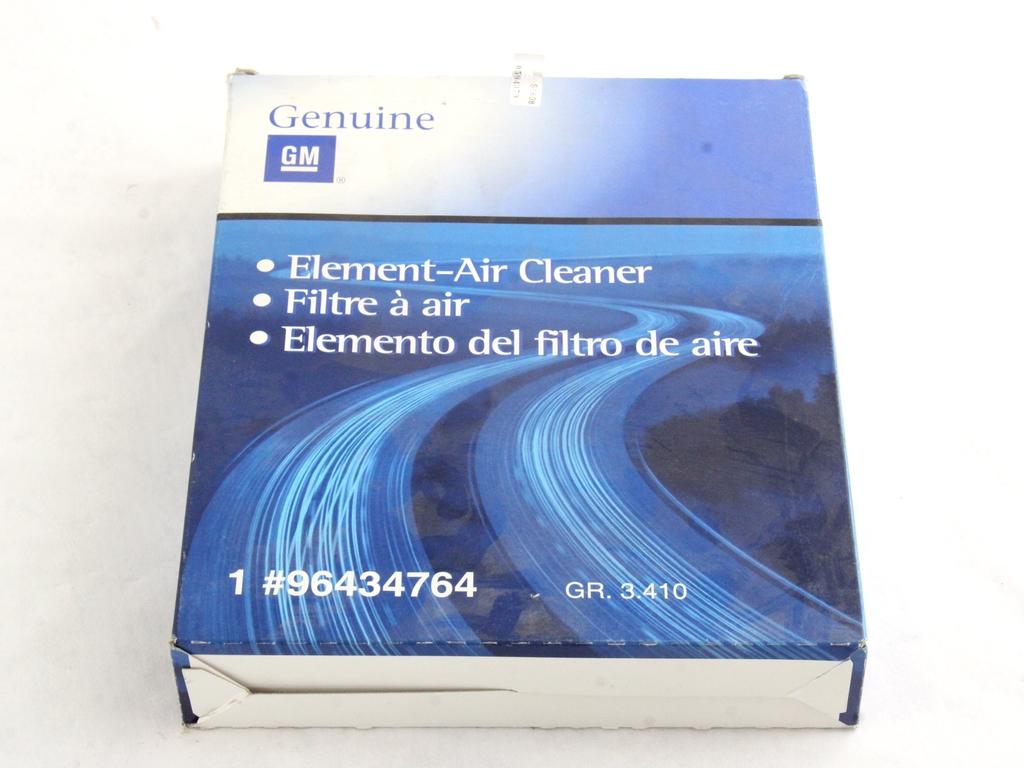 Genuine
GM
®
• Element-Air Cleaner
• Filtre à air
• Elemento del filtro de aire
1 #96434764 GR. 3.410